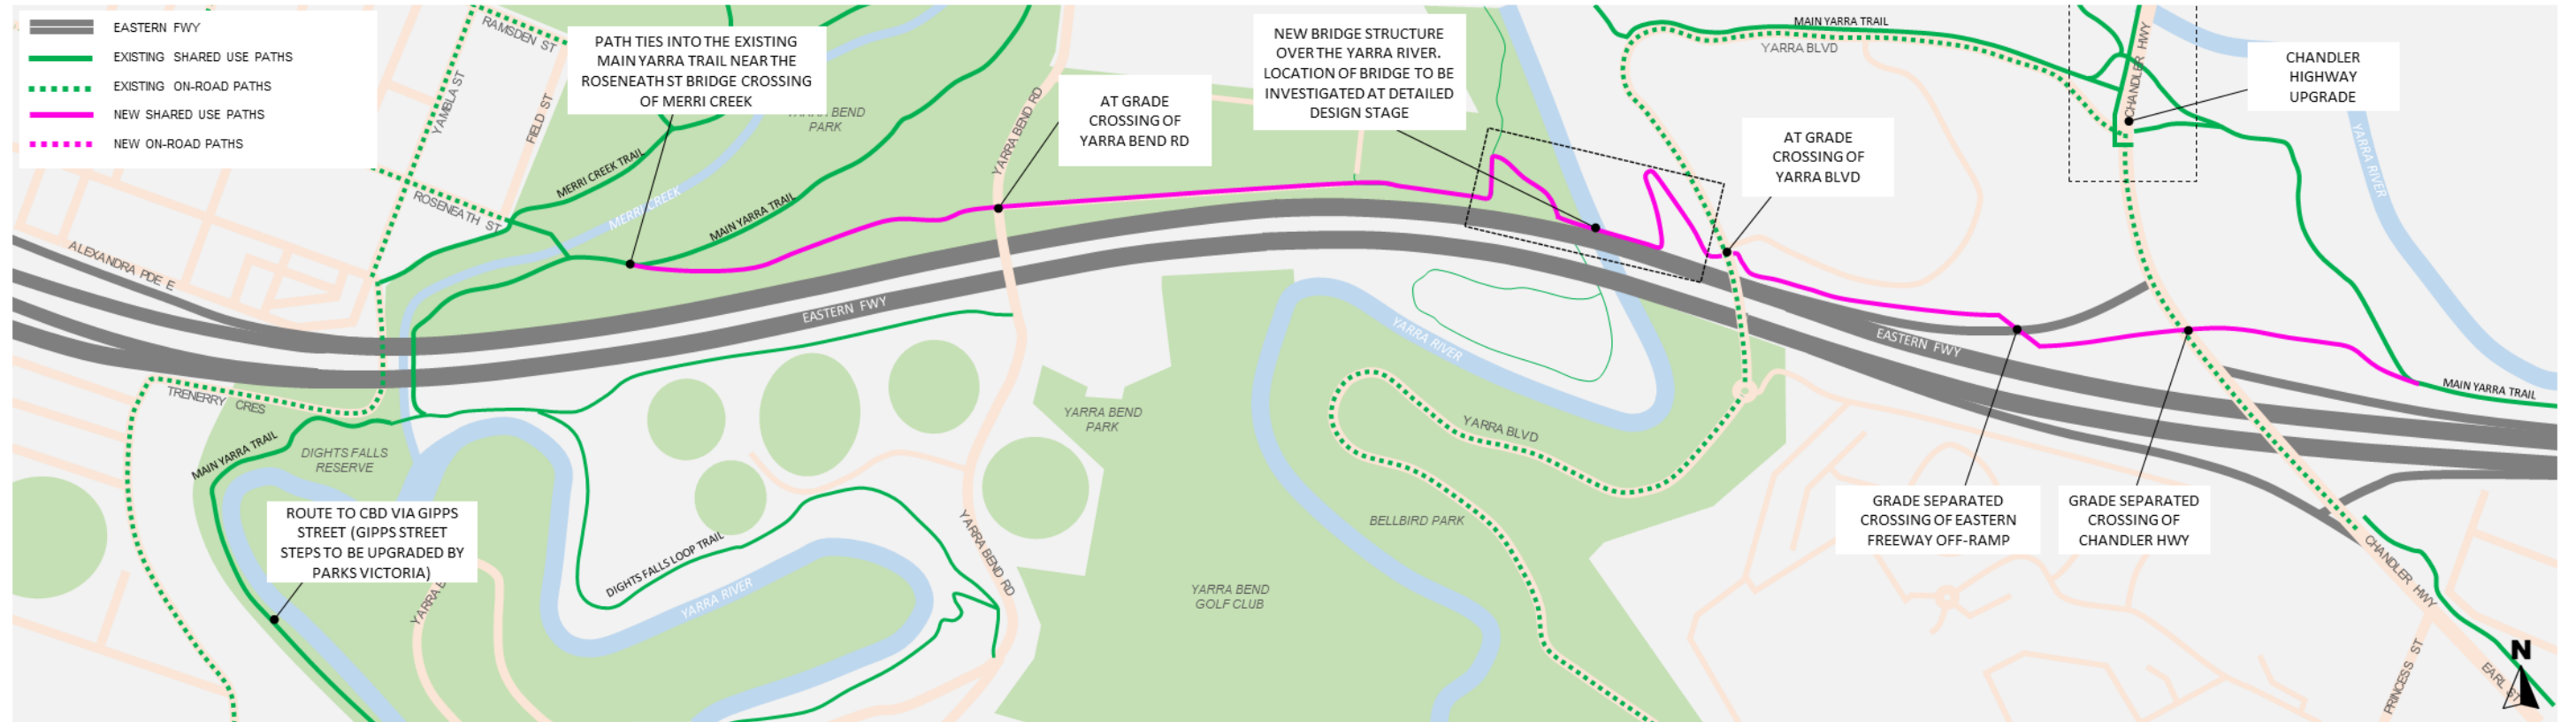 EASTERN FWY
EXISTING SHARED USE PATHS
EXISTING ON-ROAD PATHS
NEW SHARED USE PATHS
NEW ON-ROAD PATHS
RAMSDEN ST
YAMBLA ST
FIELD ST
ROSENEATH ST
ALEXANDRA PDE E
TRENERRY CRES
PATH TIES INTO THE EXISTING
MAIN YARRA TRAIL NEAR THE
ROSENEATH ST BRIDGE CROSSING
OF MERRI CREEK
BEND
PARK
MERRI CREEK TRAIL
MERRI CREEK
MAIN YARRA TRAIL
YARRA BEND RD
AT GRADE
CROSSING OF
YARRA BEND RD
NEW BRIDGE STRUCTURE
OVER THE YARRA RIVER.
LOCATION OF BRIDGE TO BE
INVESTIGATED AT DETAILED
DESIGN STAGE
MAIN YARRA TRAIL
YARRA BLVD
AT GRADE
CROSSING OF
YARRA BLVD
CHANDLER HWY
CHANDLER
HIGHWAY
UPGRADE
YARRA RIVER
EASTERN FWY
YARRA RIVER
EASTERN FWY
MAIN YARRA TRAIL
MAIN YARRA TRAIL
DIGHTS FALLS
RESERVE
YARRA BEND
PARK
YARRA BLVD
ROUTE TO CBD VIA GIPPS
STREET (GIPPS STREET
STEPS TO BE UPGRADED BY
PARKS VICTORIA)
DIGHTS FALLS LOOP TRAIL
YARRA RIVER
YARRA BEND RD
BELLBIRD PARK
YARRA BEND
GOLF CLUB
GRADE SEPARATED
CROSSING OF EASTERN
FREEWAY OFF-RAMP
GRADE SEPARATED
CROSSING OF
CHANDLER HWY
CHANDLER HWY
PRINCESS ST
EARL ST
N